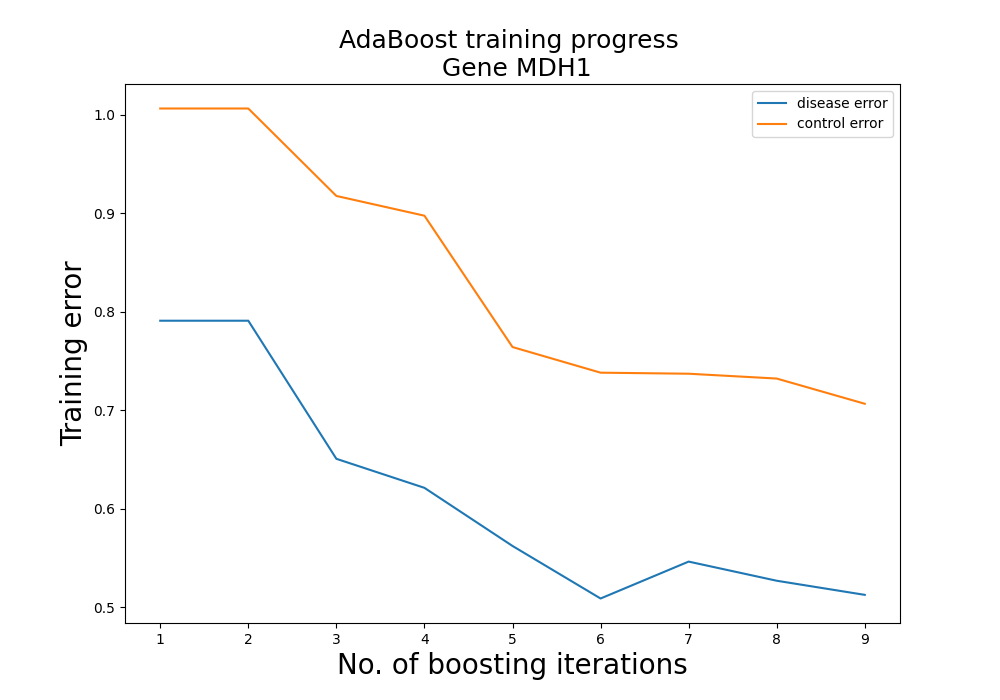 AdaBoost training progress
Gene MDH1
disease error
control error
Training error
1.0
0.9
0.8
0.7
0.6
0.5
1 2 3 4 5 6 7 8 9
No. of boosting iterations